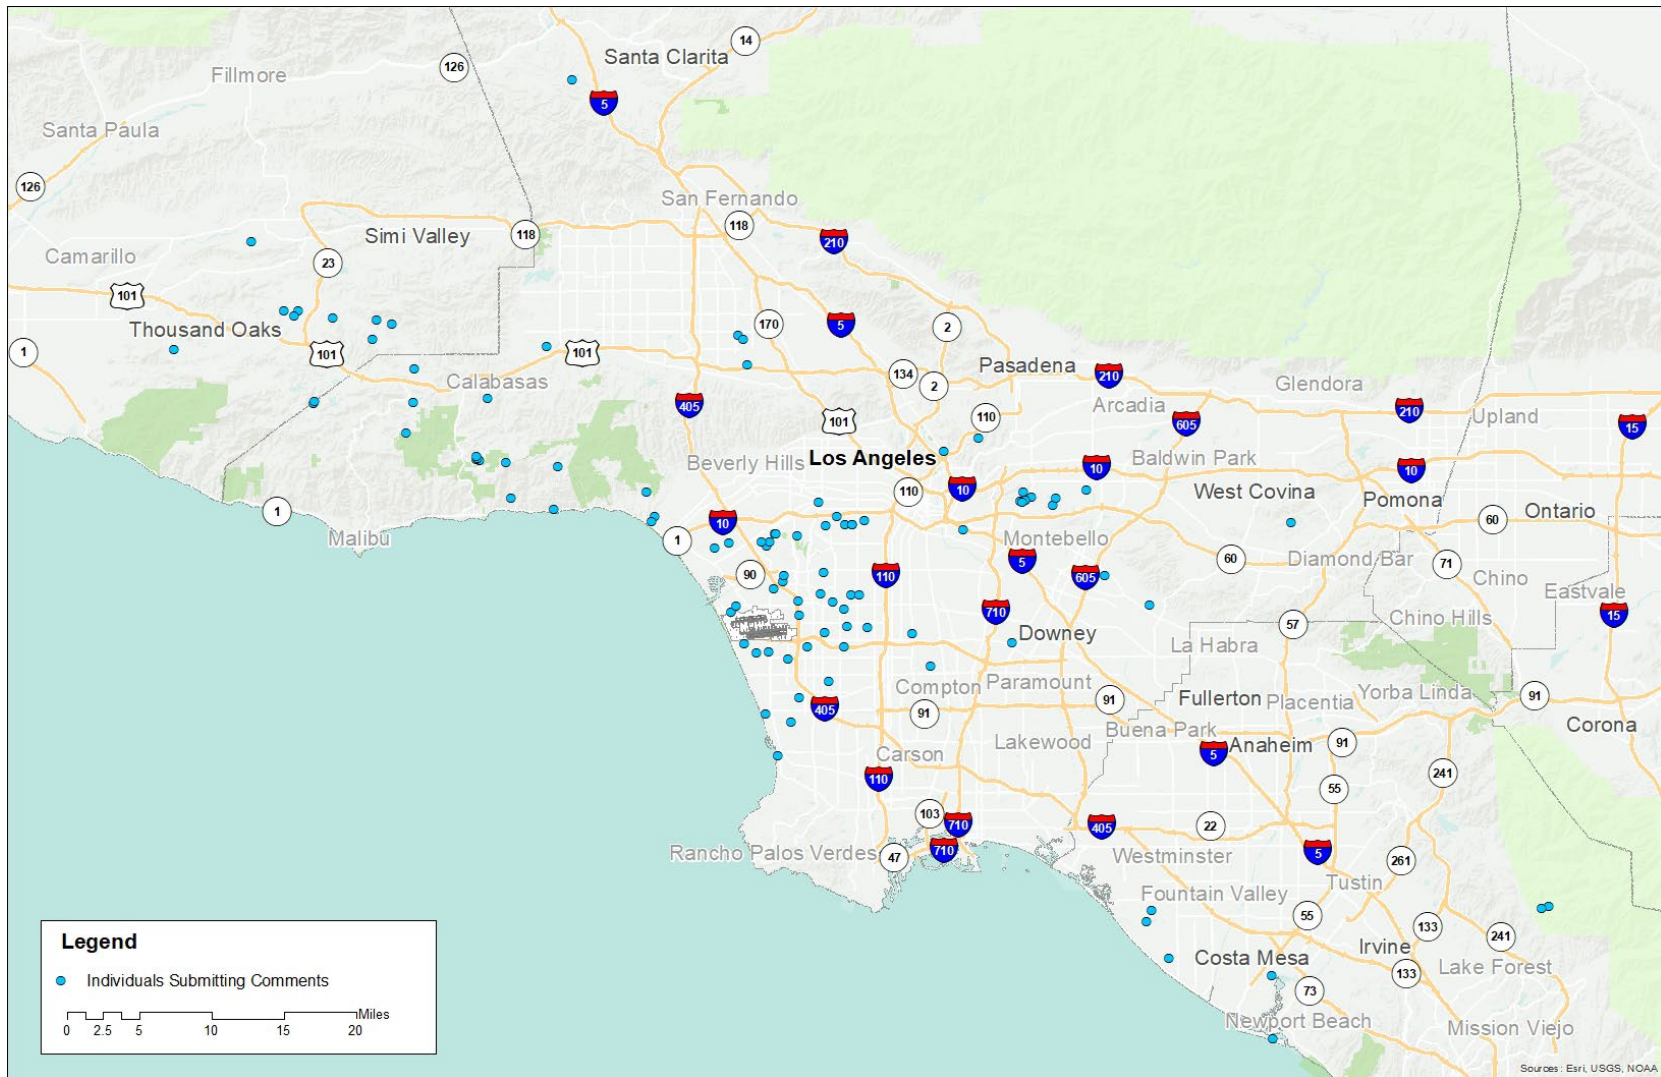 14
Santa Clarita
126
Fillmore
5
Santa Paula
126
San Fernando
118
Simi Valley
118
210
Camarillo
23
101
170
5
2
Thousand Oaks
1
101
101
134
2
Pasadena
210
Glendora
Calabasas
405
Arcadia
210
Upland
101
110
605
15
Beverly Hills
Los Angeles
Baldwin Park
10
10
110
10
West Covina
Pomona
Ontario
1
10
60
Malibu
1
Montebello
5
60
Diamond Bar
71
90
110
605
Chino
Eastvale
710
Chino Hills
15
57
Downey
La Habra
Compton
Paramount
Fullerton
Placentia
Yorba Linda
91
405
91
91
Corona
Buena Park
Lakewood
Anaheim
91
Carson
5
110
241
55
103
710
405
22
Rancho Palos Verdes
47
710
Westminster
5
261
Tustin
Fountain Valley
55
133
241
Irvine
Costa Mesa
133
Lake Forest
73
Newport Beach
Mission Viejo
Legend
Individuals Submitting Comments
Miles
0 2.5 5 10 15 20
Sources: Esri, USGS, NOAA